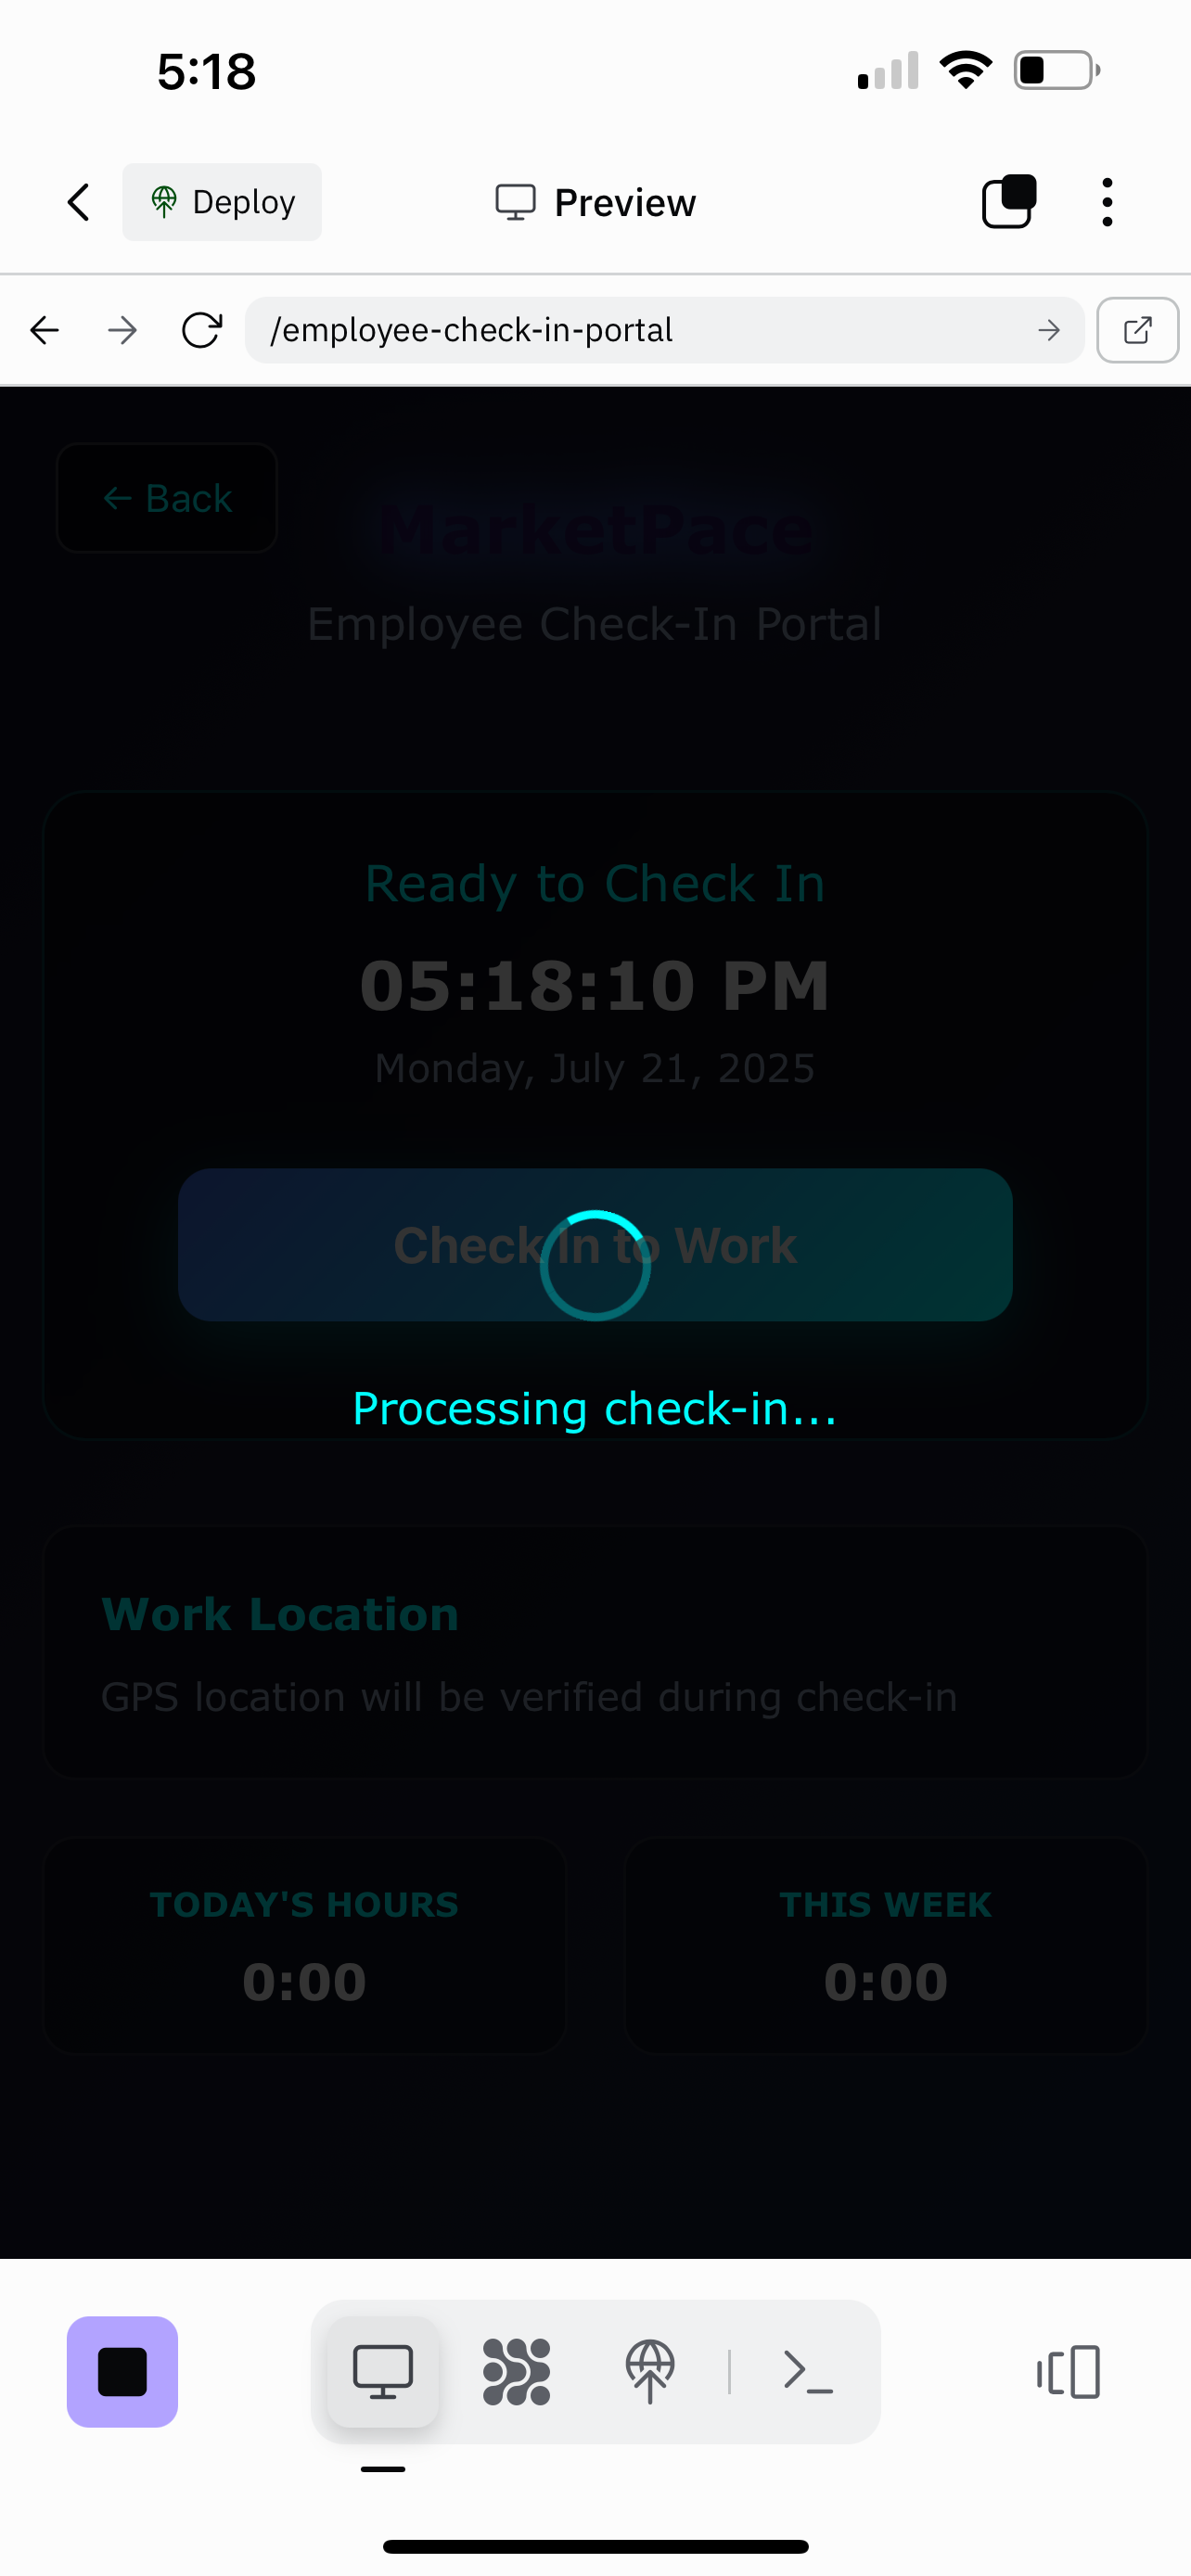 5:18
Deploy
Preview
/employee-check-in-portal
← Back
MarketPace
Employee Check-In Portal
Ready to Check In
05:18:10 PM
Monday, July 21, 2025
Check In to Work
Processing check-in...
Work Location
GPS location will be verified during check-in
TODAY'S HOURS
0:00
THIS WEEK
0:00